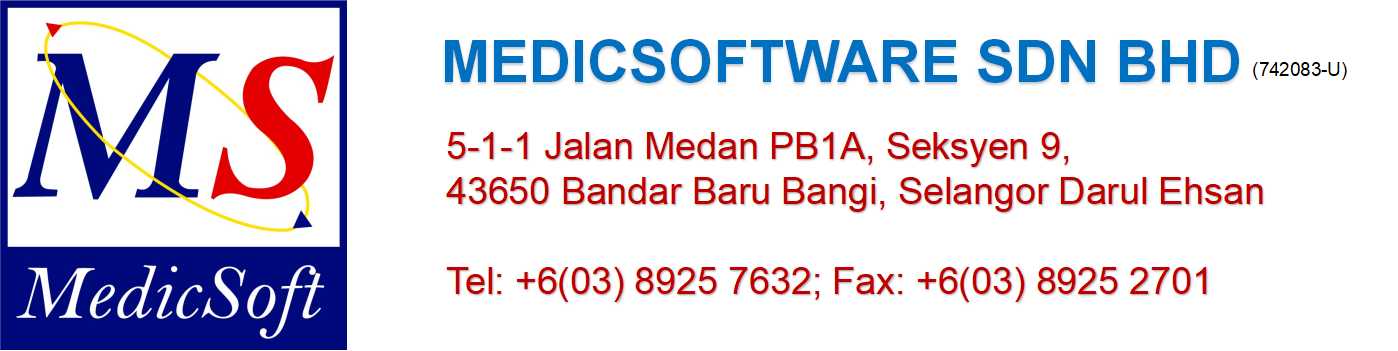 MS
MedicSoft
MEDICSOFTWARE SDN BHD (742083-U)
5-1-1 Jalan Medan PB1A, Seksyen 9,
43650 Bandar Baru Bangi, Selangor Darul Ehsan
Tel: +6(03) 8925 7632; Fax: +6(03) 8925 2701